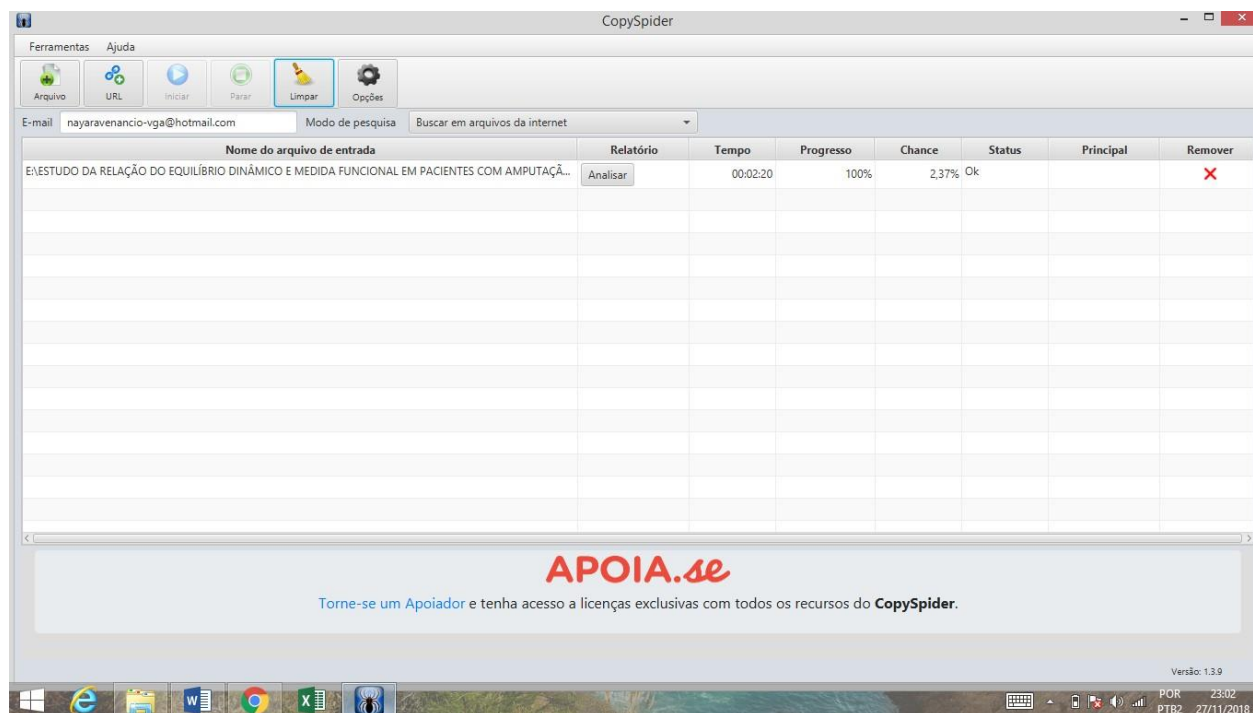 CopySpider
Ferramentas Ajuda
Arquivo URL Iniciar Parar Limpar Opções
E-mail nayaravenancio-vga@hotmail.com Modo de pesquisa Buscar em arquivos da internet
Nome do arquivo de entrada Relatório Tempo Progresso Chance Status Principal Remover
E:\ESTUDO DA RELAÇÃO DO EQUILÍBRIO DINÂMICO E MEDIDA FUNCIONAL EM PACIENTES COM AMPUTAÇÃ... Analisar 00:02:20 100% 2,37% Ok
APOIA.se
Torne-se um Apoiador e tenha acesso a licenças exclusivas com todos os recursos do CopySpider.
Versão: 1.3.9
POR 23:02
PTB2 27/11/2018